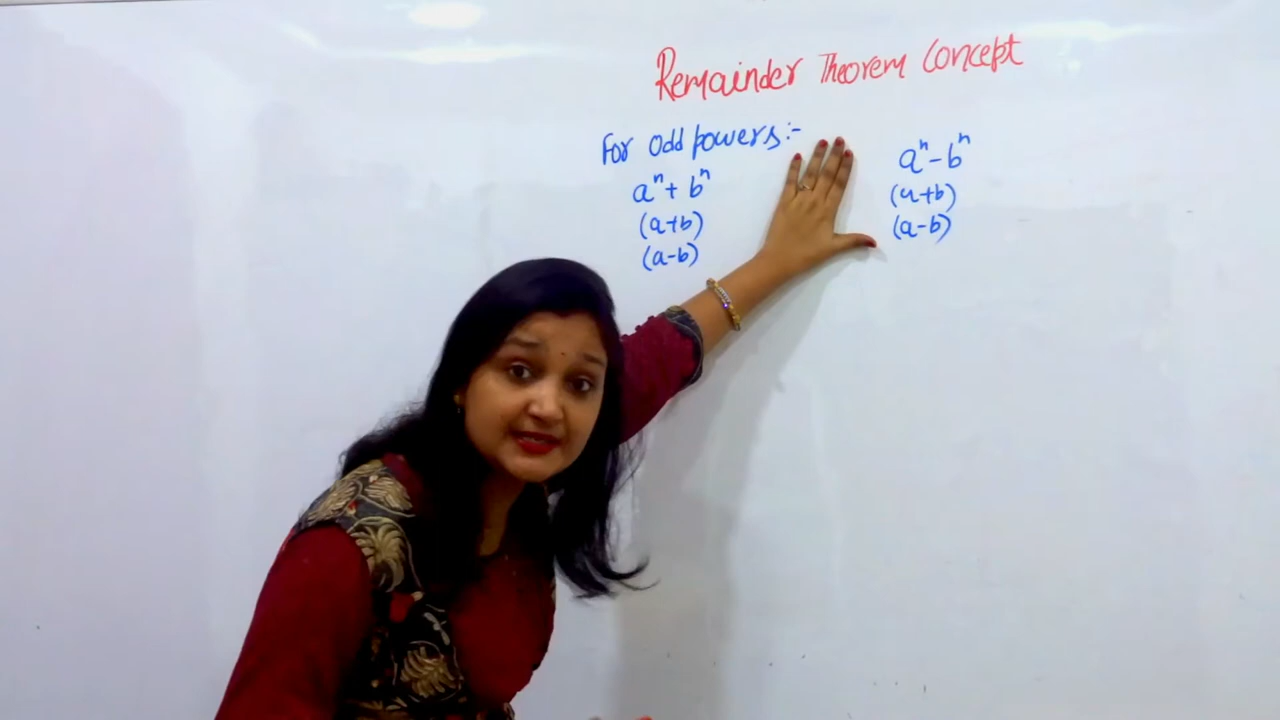 Remainder Theorem Concept
For odd powers:-
aⁿ + bⁿ
(a+b)
(a-b)
aⁿ - bⁿ
(a+b)
(a-b)